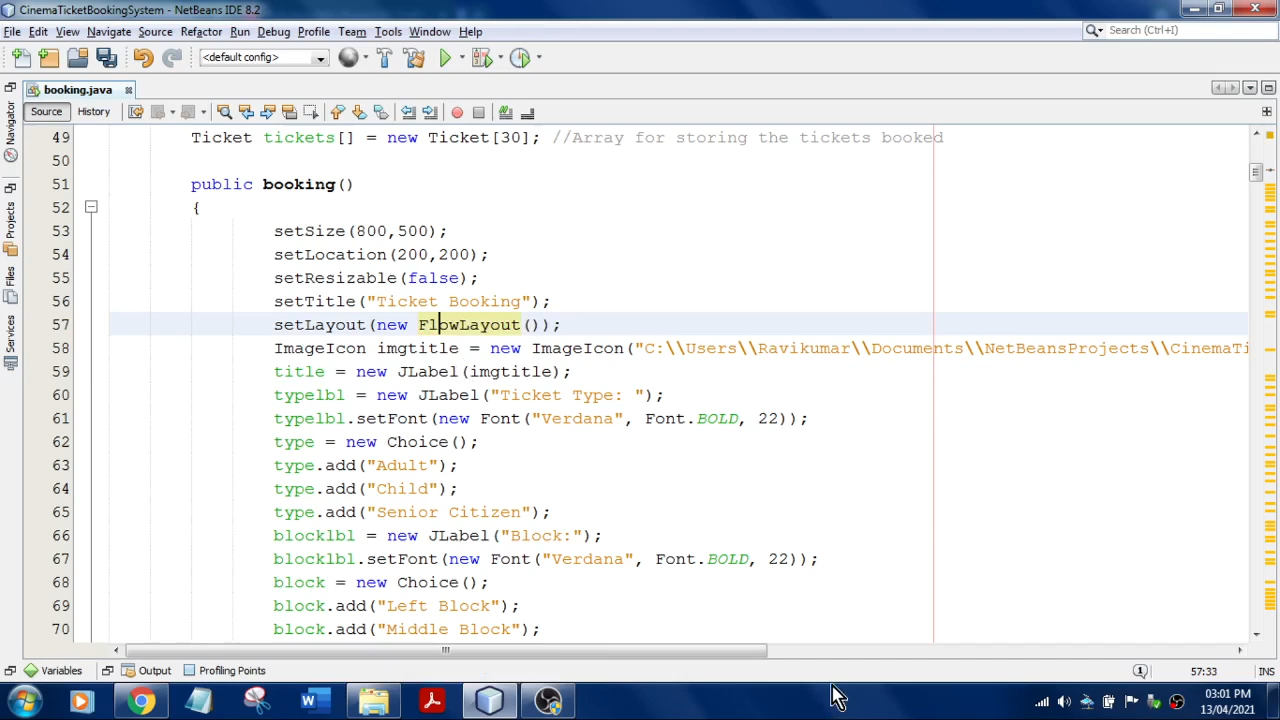 CinemaTicketBookingSystem - NetBeans IDE 8.2
File Edit View Navigate Source Refactor Run Debug Profile Team Tools Window Help
Search (Ctrl+I)
<default config>
booking.java
Source History
Navigator
Projects
Files
Services
49 Ticket tickets[] = new Ticket[30]; //Array for storing the tickets booked
50
51 public booking()
52 {
53 setSize(800,500);
54 setLocation(200,200);
55 setResizable(false);
56 setTitle("Ticket Booking");
57 setLayout(new FlowLayout());
58 ImageIcon imgtitle = new ImageIcon("C:\\Users\\Ravikumar\\Documents\\NetBeansProjects\\CinemaTi
59 title = new JLabel(imgtitle);
60 typelbl = new JLabel("Ticket Type: ");
61 typelbl.setFont(new Font("Verdana", Font.BOLD, 22));
62 type = new Choice();
63 type.add("Adult");
64 type.add("Child");
65 type.add("Senior Citizen");
66 blocklbl = new JLabel("Block:");
67 blocklbl.setFont(new Font("Verdana", Font.BOLD, 22));
68 block = new Choice();
69 block.add("Left Block");
70 block.add("Middle Block");
Variables Output Profiling Points
1
57:33 INS
03:01 PM
13/04/2021